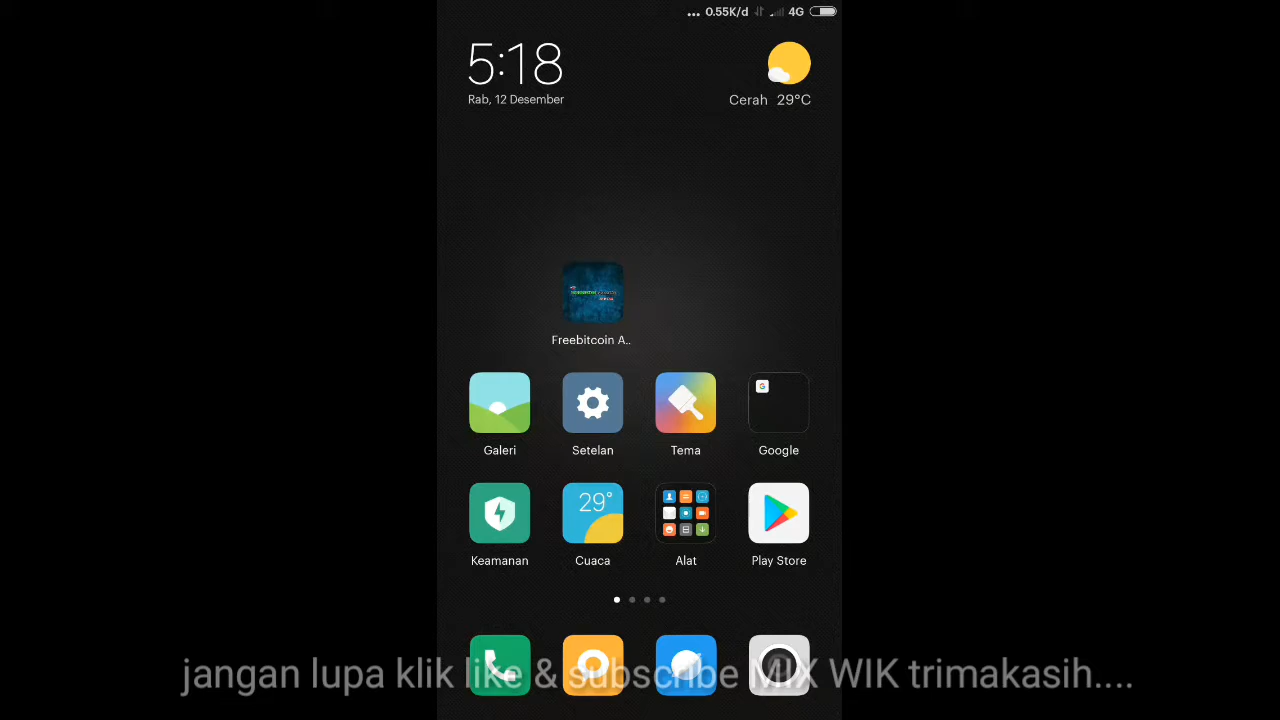 ... 0.55K/d 4G
5:18
Rab, 12 Desember
Cerah 29°C
Freebitcoin A..
Galeri Setelan Tema Google
29°
Keamanan Cuaca Alat Play Store
jangan lupa klik like & subscribe MIX WIK trimakasih....